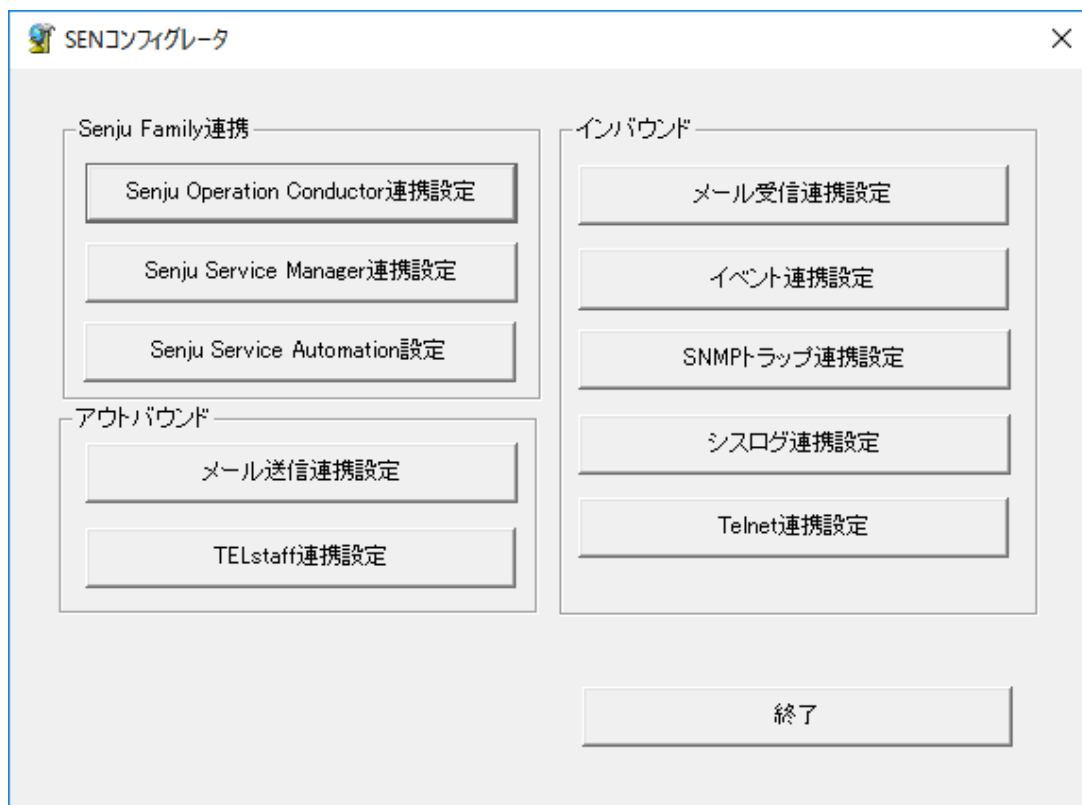 SENコンフィグレータ
Senju Family連携
Senju Operation Conductor連携設定
Senju Service Manager連携設定
Senju Service Automation設定
アウトバウンド
メール送信連携設定
TELstaff連携設定
インバウンド
メール受信連携設定
イベント連携設定
SNMPトラップ連携設定
シスログ連携設定
Telnet連携設定
終了